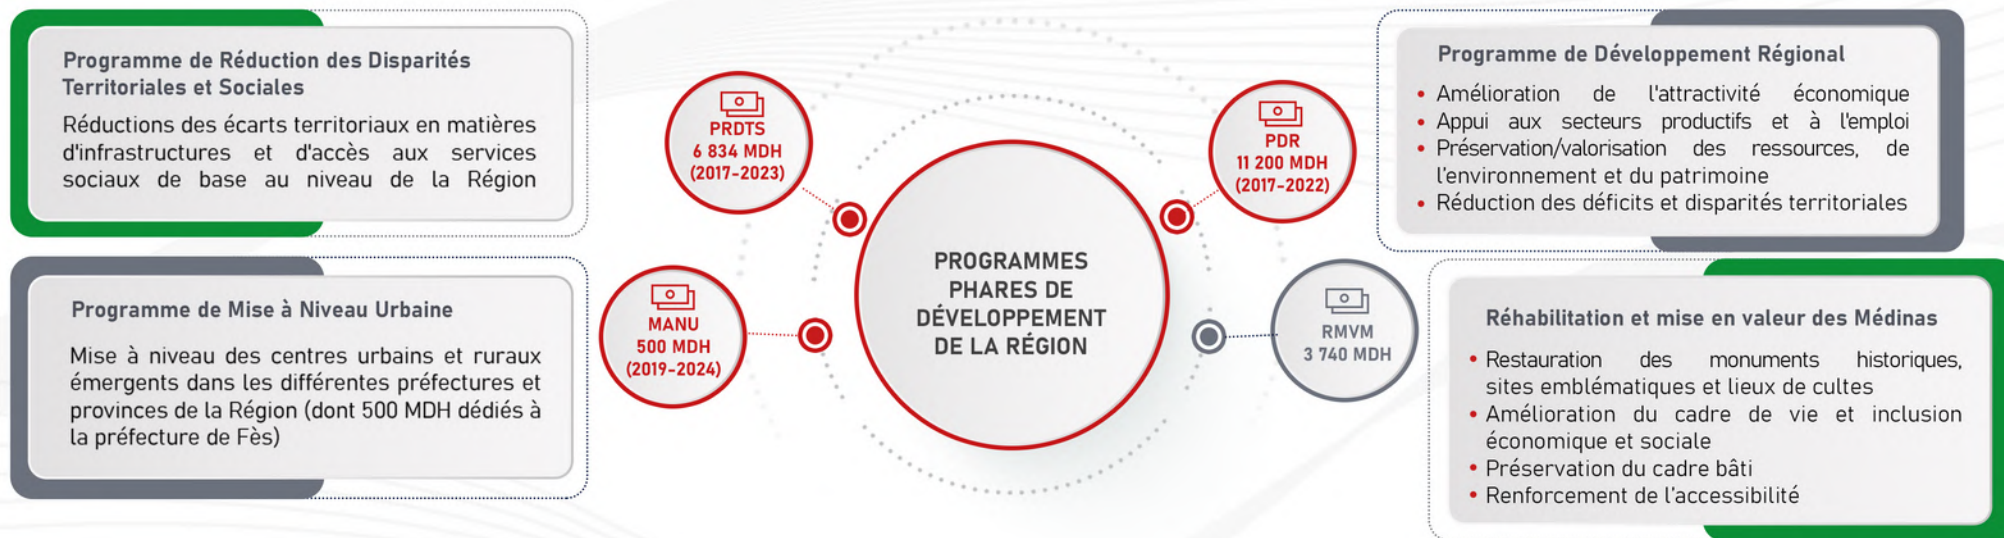 Programme de Réduction des Disparités
Territoriales et Sociales
Réductions des écarts territoriaux en matières
d'infrastructures et d'accès aux services
sociaux de base au niveau de la Région
Programme de Mise à Niveau Urbaine
Mise à niveau des centres urbains et ruraux
émergents dans les différentes préfectures et
provinces de la Région (dont 500 MDH dédiés à
la préfecture de Fès)
PRDTS
6 834 MDH
(2017-2023)
MANU
500 MDH
(2019-2024)
PROGRAMMES
PHARES DE
DÉVELOPPEMENT
DE LA RÉGION
PDR
11 200 MDH
(2017-2022)
RMVM
3 740 MDH
Programme de Développement Régional
• Amélioration de l'attractivité économique
• Appui aux secteurs productifs et à l'emploi
• Préservation/valorisation des ressources, de
l'environnement et du patrimoine
• Réduction des déficits et disparités territoriales
Réhabilitation et mise en valeur des Médinas
• Restauration des monuments historiques,
sites emblématiques et lieux de cultes
• Amélioration du cadre de vie et inclusion
économique et sociale
• Préservation du cadre bâti
• Renforcement de l'accessibilité